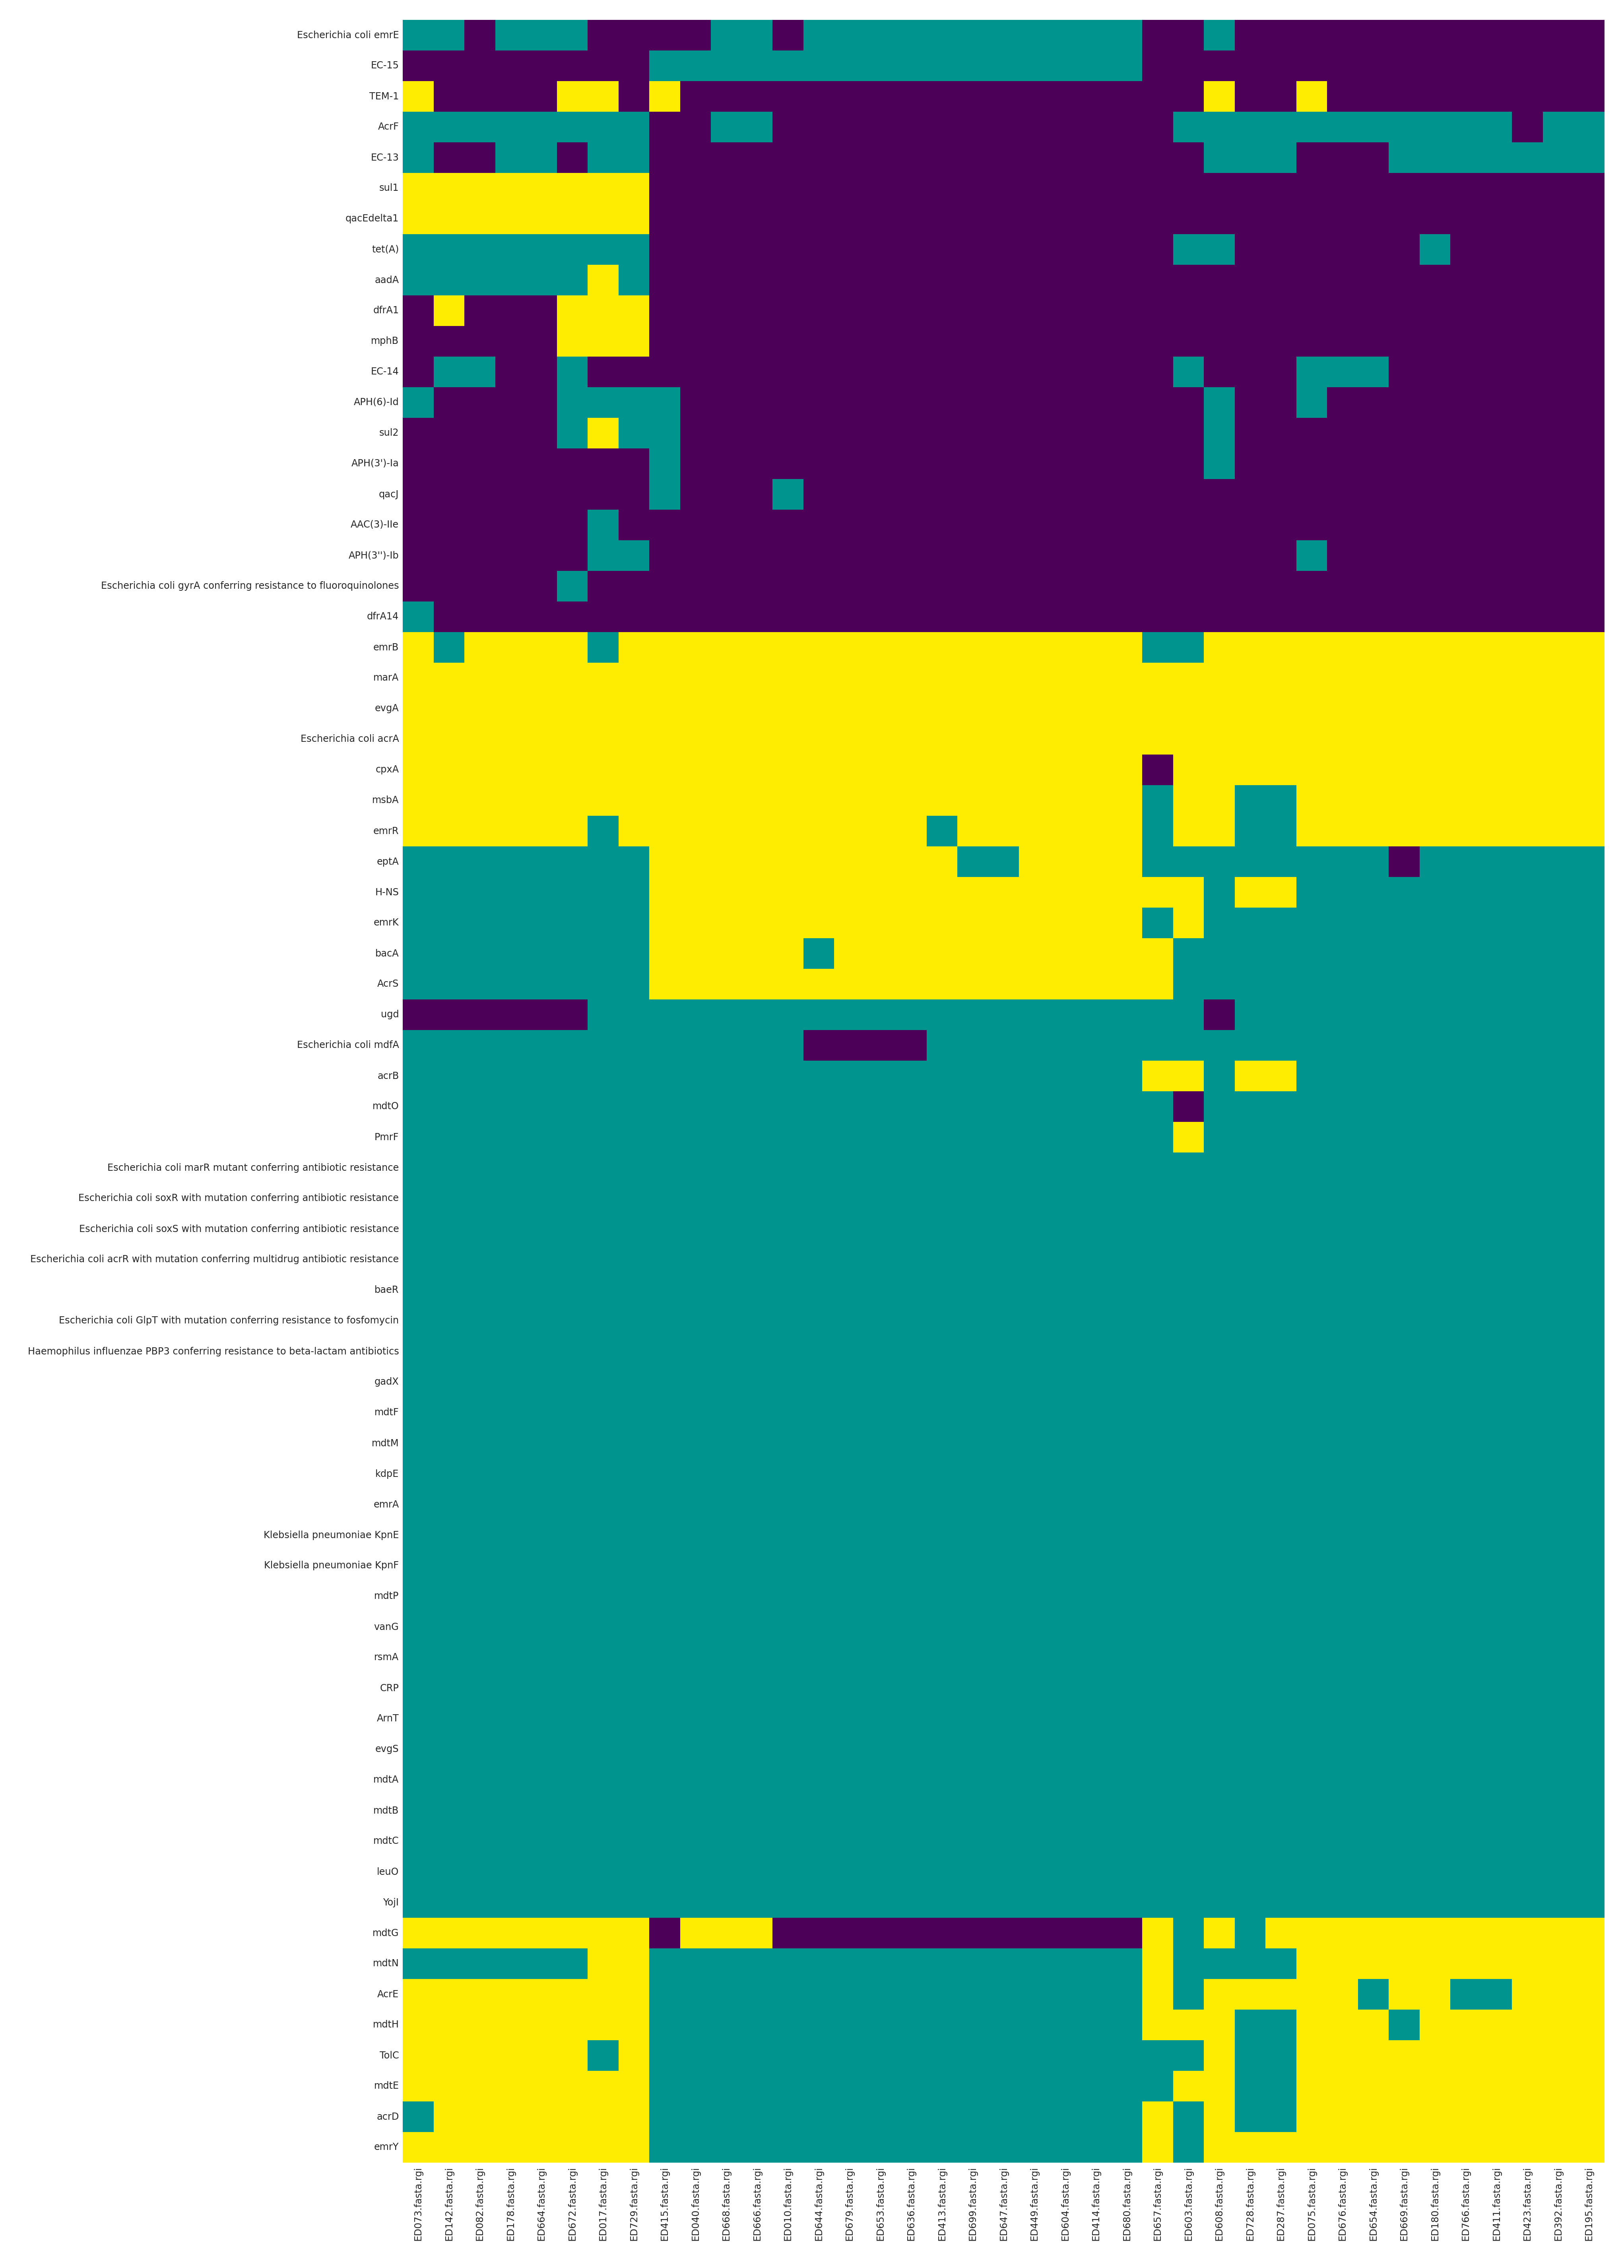 Escherichia coli emrE
EC-15
TEM-1
AcrF
EC-13
sul1
qacEdelta1
tet(A)
aadA
dfrA1
mphB
EC-14
APH(6)-Id
sul2
APH(3')-Ia
qacJ
AAC(3)-IIe
APH(3'')-Ib
Escherichia coli gyrA conferring resistance to fluoroquinolones
dfrA14
emrB
marA
evgA
Escherichia coli acrA
cpxA
msbA
emrR
eptA
H-NS
emrK
bacA
AcrS
ugd
Escherichia coli mdfA
acrB
mdtO
PmrF
Escherichia coli marR mutant conferring antibiotic resistance
Escherichia coli soxR with mutation conferring antibiotic resistance
Escherichia coli soxS with mutation conferring antibiotic resistance
Escherichia coli acrR with mutation conferring multidrug antibiotic resistance
baeR
Escherichia coli GlpT with mutation conferring resistance to fosfomycin
Haemophilus influenzae PBP3 conferring resistance to beta-lactam antibiotics
gadX
mdtF
mdtM
kdpE
emrA
Klebsiella pneumoniae KpnE
Klebsiella pneumoniae KpnF
mdtP
vanG
rsmA
CRP
ArnT
evgS
mdtA
mdtB
mdtC
leuO
YojI
mdtG
mdtN
AcrE
mdtH
TolC
mdtE
acrD
emrY
ED073.fasta.rgi
ED142.fasta.rgi
ED082.fasta.rgi
ED178.fasta.rgi
ED664.fasta.rgi
ED672.fasta.rgi
ED017.fasta.rgi
ED729.fasta.rgi
ED415.fasta.rgi
ED040.fasta.rgi
ED668.fasta.rgi
ED666.fasta.rgi
ED010.fasta.rgi
ED644.fasta.rgi
ED679.fasta.rgi
ED653.fasta.rgi
ED636.fasta.rgi
ED413.fasta.rgi
ED699.fasta.rgi
ED647.fasta.rgi
ED449.fasta.rgi
ED604.fasta.rgi
ED414.fasta.rgi
ED680.fasta.rgi
ED657.fasta.rgi
ED603.fasta.rgi
ED608.fasta.rgi
ED728.fasta.rgi
ED287.fasta.rgi
ED075.fasta.rgi
ED676.fasta.rgi
ED654.fasta.rgi
ED669.fasta.rgi
ED180.fasta.rgi
ED766.fasta.rgi
ED411.fasta.rgi
ED423.fasta.rgi
ED392.fasta.rgi
ED195.fasta.rgi